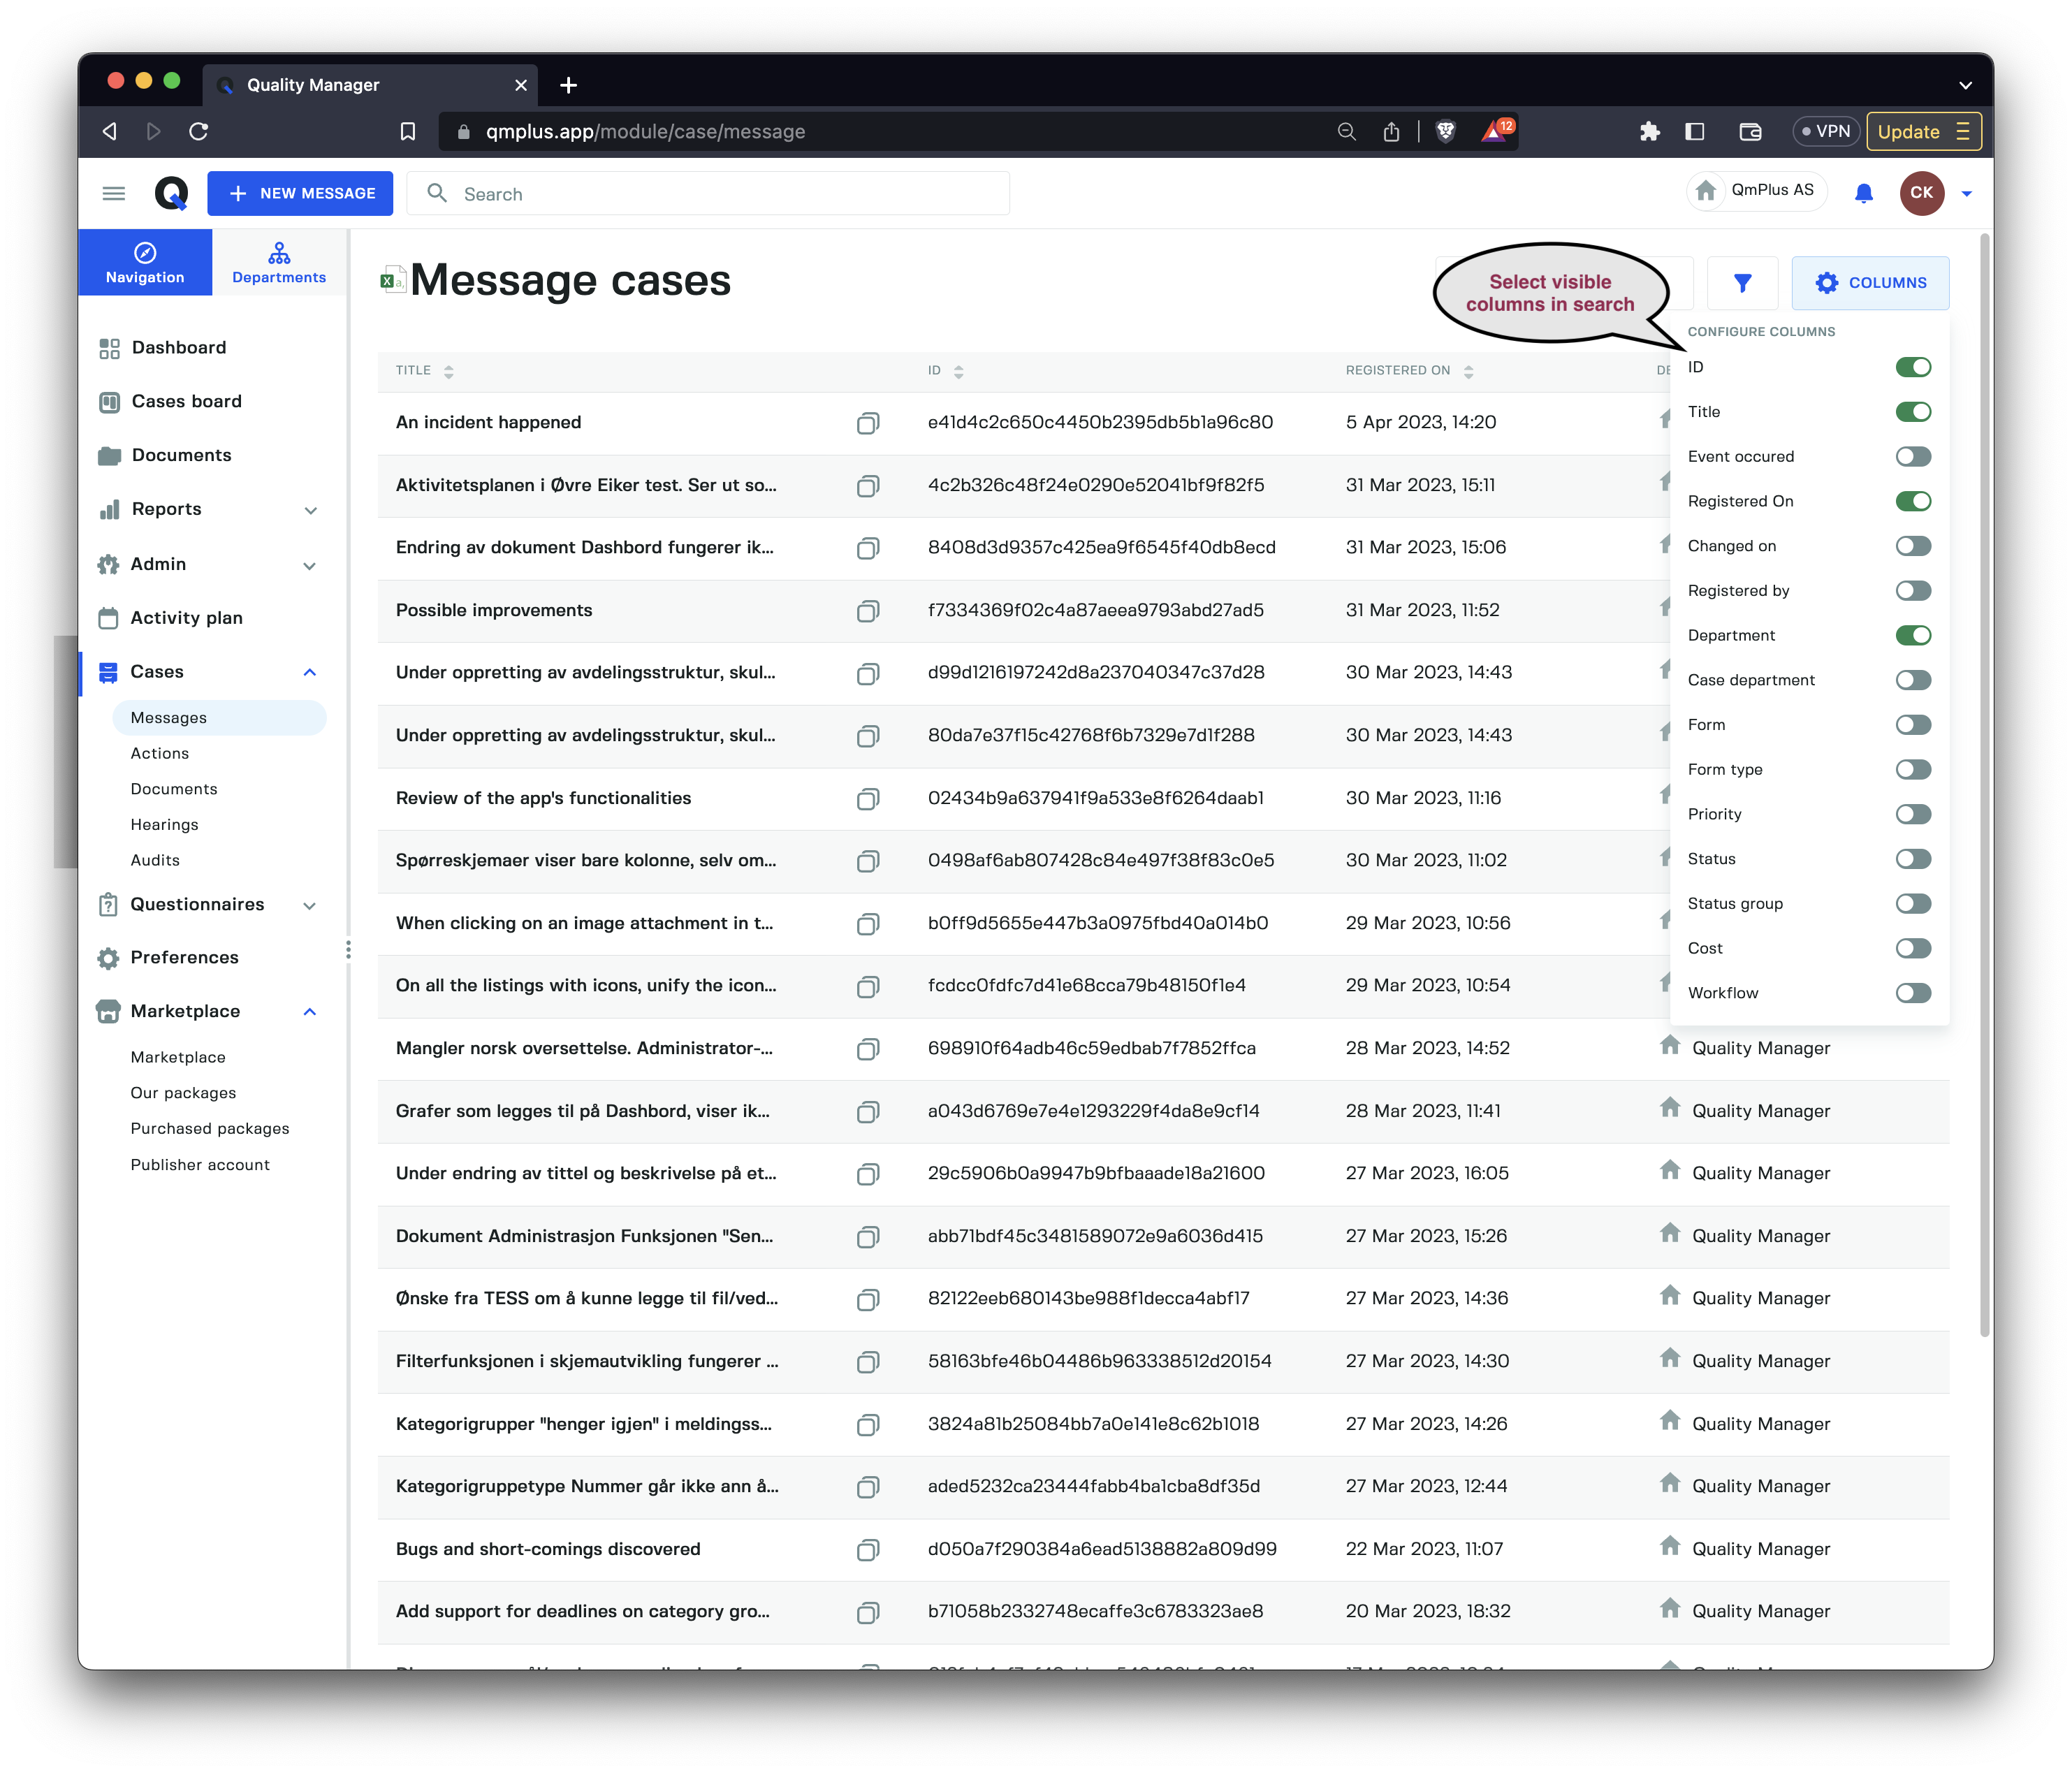 Quality Manager
qmplus.app/module/case/message
12
VPN
Update
NEW MESSAGE
Search
QmPlus AS
CK
Navigation
Departments
Message cases
Select visible
columns in search
COLUMNS
CONFIGURE COLUMNS
ID
Title
Event occured
Registered On
Changed on
Registered by
Department
Case department
Form
Form type
Priority
Status
Status group
Cost
Workflow
Dashboard
Cases board
Documents
Reports
Admin
Activity plan
Cases
Messages
Actions
Documents
Hearings
Audits
Questionnaires
Preferences
Marketplace
Marketplace
Our packages
Purchased packages
Publisher account
TITLE ID REGISTERED ON DE
An incident happened e41d4c2c650c4450b2395db5b1a96c80 5 Apr 2023, 14:20
Aktivitetsplanen i Øvre Eiker test. Ser ut so... 4c2b326c48f24e0290e52041bf9f82f5 31 Mar 2023, 15:11
Endring av dokument Dashbord fungerer ik... 8408d3d9357c425ea9f6545f40db8ecd 31 Mar 2023, 15:06
Possible improvements f7334369f02c4a87aeea9793abd27ad5 31 Mar 2023, 11:52
Under oppretting av avdelingsstruktur, skul... d99d1216197242d8a237040347c37d28 30 Mar 2023, 14:43
Under oppretting av avdelingsstruktur, skul... 80da7e37f15c42768f6b7329e7d1f288 30 Mar 2023, 14:43
Review of the app's functionalities 02434b9a637941f9a533e8f6264daab1 30 Mar 2023, 11:16
Spørreskjemaer viser bare kolonne, selv om... 0498af6ab807428c84e497f38f83c0e5 30 Mar 2023, 11:02
When clicking on an image attachment in t... b0ff9d5655e447b3a0975fbd40a014b0 29 Mar 2023, 10:56
On all the listings with icons, unify the icon... fcdcc0fdfc7d41e68cca79b48150f1e4 29 Mar 2023, 10:54
Mangler norsk oversettelse. Administrator-... 698910f64adb46c59edbab7f7852ffca 28 Mar 2023, 14:52 Quality Manager
Grafer som legges til på Dashbord, viser ik... a043d6769e7e4e1293229f4da8e9cf14 28 Mar 2023, 11:41 Quality Manager
Under endring av tittel og beskrivelse på et... 29c5906b0a9947b9bfbaaade18a21600 27 Mar 2023, 16:05 Quality Manager
Dokument Administrasjon Funksjonen "Sen... abb71bdf45c3481589072e9a6036d415 27 Mar 2023, 15:26 Quality Manager
Ønske fra TESS om å kunne legge til fil/ved... 82122eeb680143be988f1decca4abf17 27 Mar 2023, 14:36 Quality Manager
Filterfunksjonen i skjemautvikling fungerer ... 58163bfe46b04486b963338512d20154 27 Mar 2023, 14:30 Quality Manager
Kategorigrupper "henger igjen" i meldingss... 3824a81b25084bb7a0e141e8c62b1018 27 Mar 2023, 14:26 Quality Manager
Kategorigruppetype Nummer går ikke ann å... aded5232ca23444fabb4ba1cba8df35d 27 Mar 2023, 12:44 Quality Manager
Bugs and short-comings discovered d050a7f290384a6ead5138882a809d99 22 Mar 2023, 11:07 Quality Manager
Add support for deadlines on category gro... b71058b2332748ecaffe3c6783323ae8 20 Mar 2023, 18:32 Quality Manager